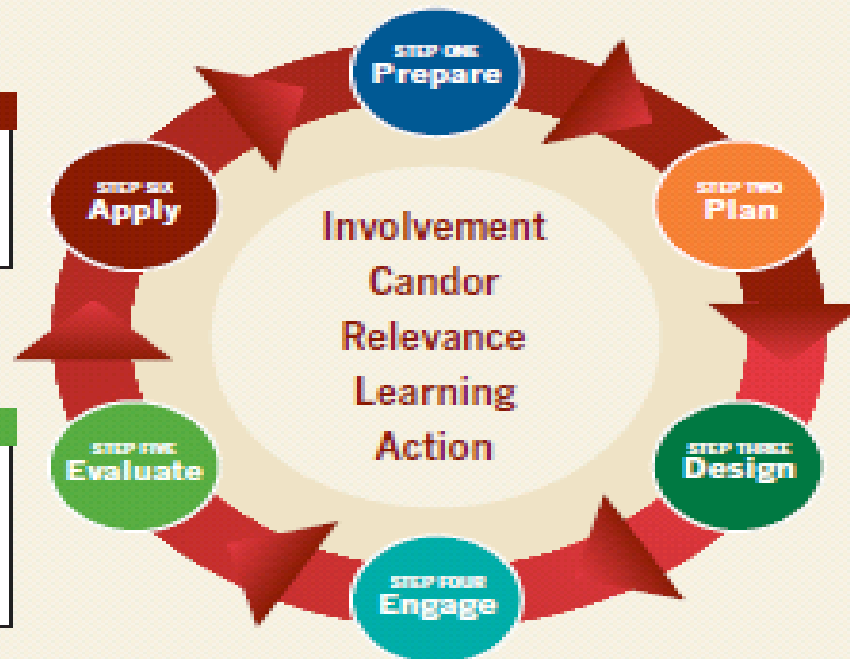 STEP ONE
Prepare
STEP TWO
Plan
STEP THREE
Design
STEP FOUR
Engage
STEP FIVE
Evaluate
STEP SIX
Apply
Involvement
Candor
Relevance
Learning
Action